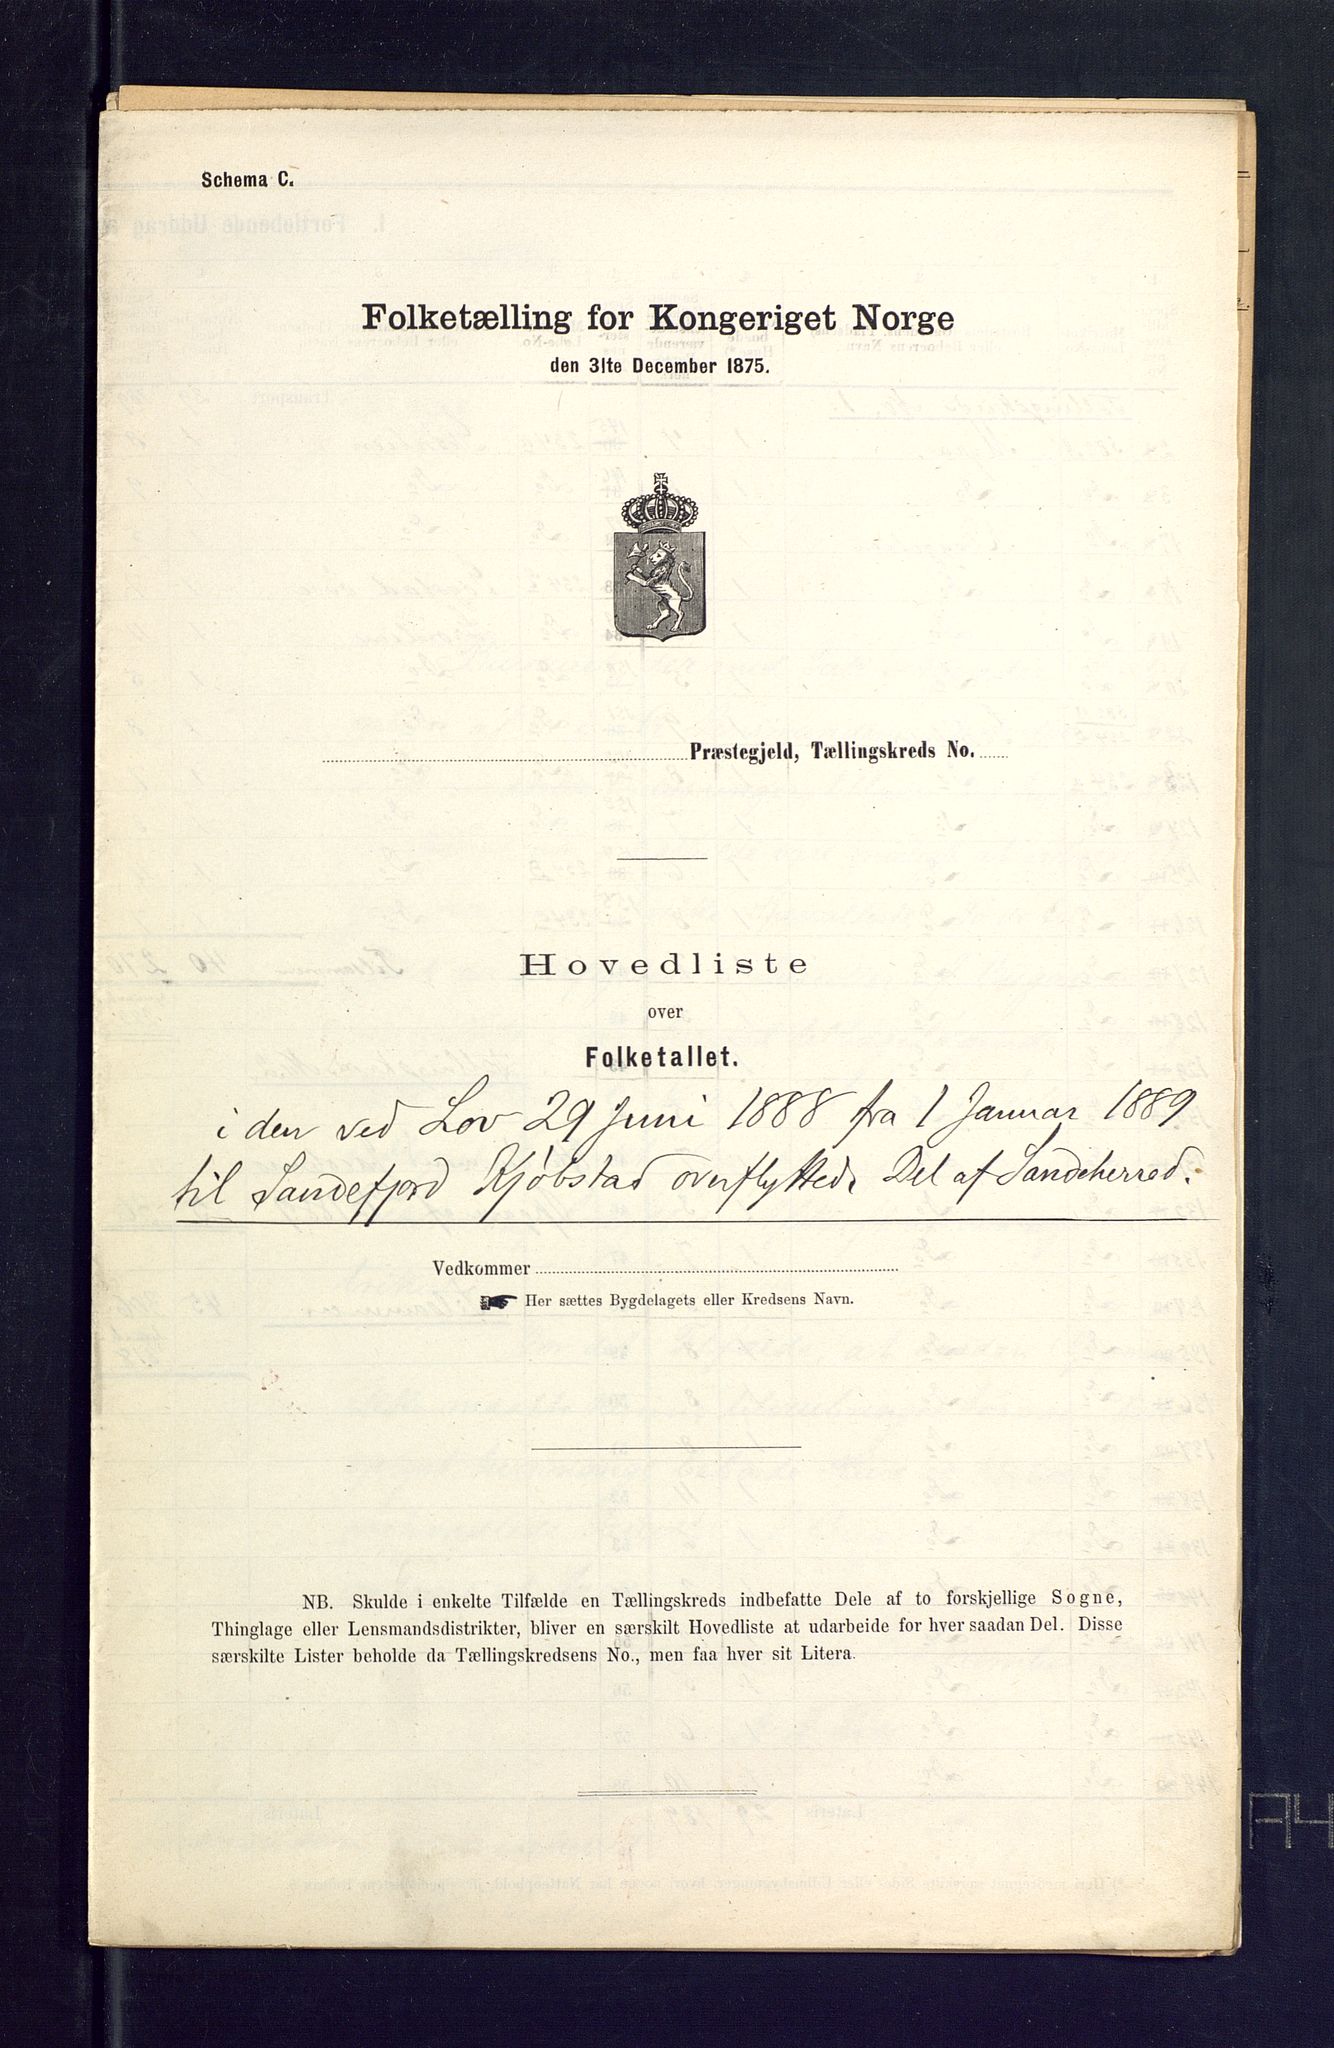 Schema C.
Folketælling for Kongeriget Norge
den 31te December 1875.
Præstegjeld, Tællingskreds No.
Hovedliste
over
Folketallet.
i den ved Lov 29 Juni 1888 fra 1 Januar 1889
til Sandefjord Kjøbstad overflyttede Del af Sandeherred.
Vedkommer
Her sættes Bygdelagets eller Kredsens Navn.
NB. Skulde i enkelte Tilfælde en Tællingskreds indbefatte Dele af to forskjellige Sogne,
Thinglage eller Lensmandsdistrikter, bliver en særskilt Hovedliste at udarbeide for hver saadan Del. Disse
særskilte Lister beholde da Tællingskredsens No., men faa hver sit Litera.
A4